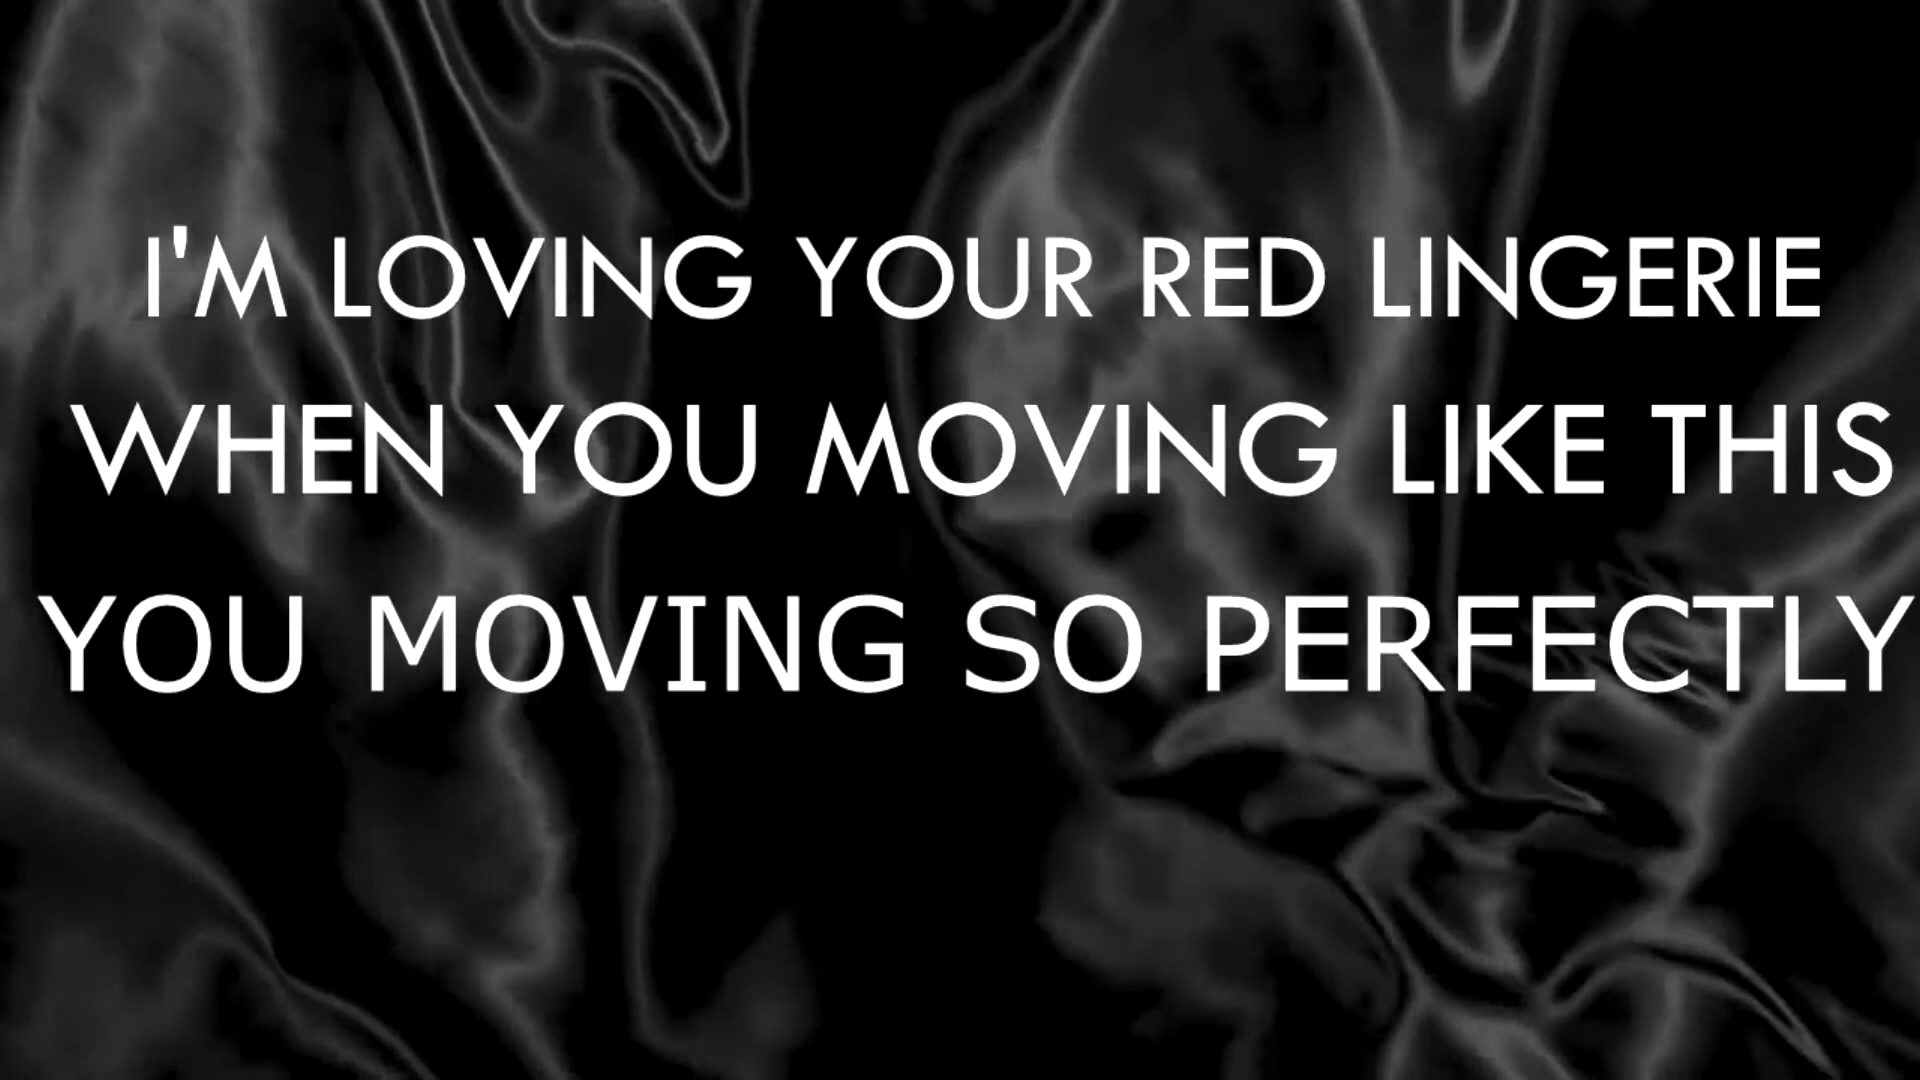 I'M LOVING YOUR RED LINGERIE
WHEN YOU MOVING LIKE THIS
YOU MOVING SO PERFECTLY